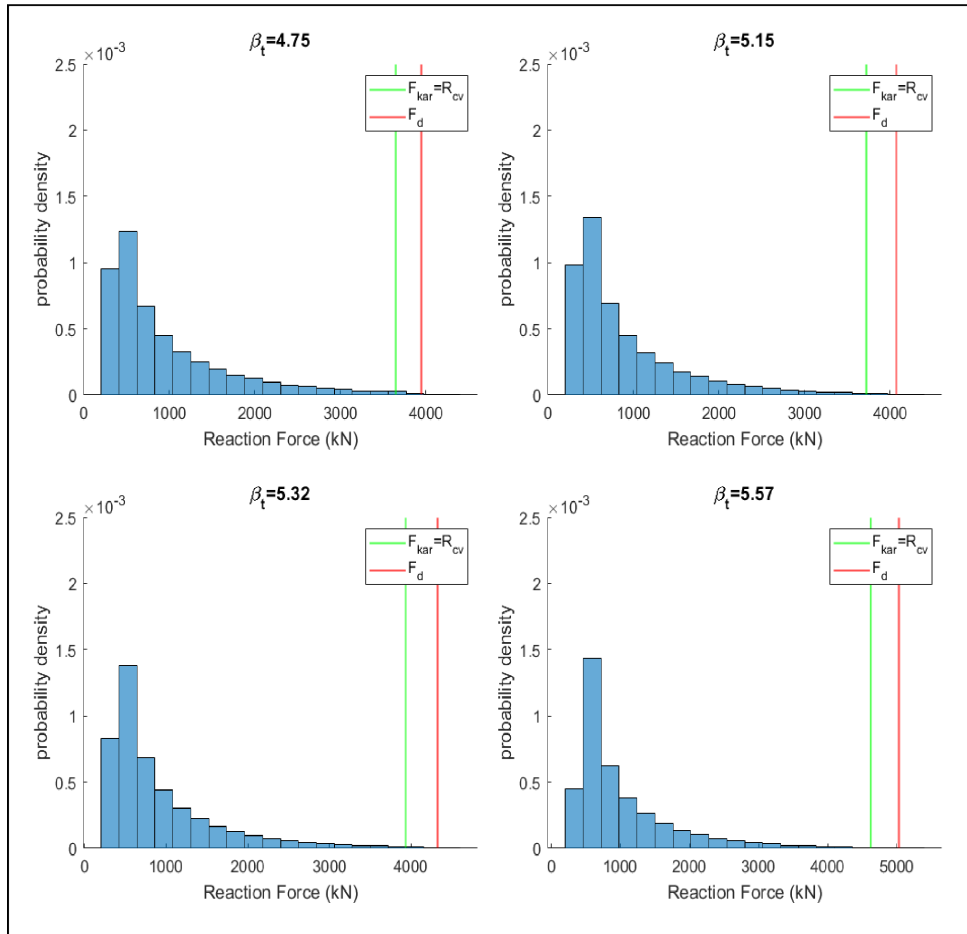 β_t=4.75
×10^-3
2.5
2
1.5
1
0.5
0
probability density
F_kar=R_cv
F_d
0 1000 2000 3000 4000
Reaction Force (kN)
β_t=5.15
×10^-3
2.5
2
1.5
1
0.5
0
probability density
F_kar=R_cv
F_d
0 1000 2000 3000 4000
Reaction Force (kN)
β_t=5.32
×10^-3
2.5
2
1.5
1
0.5
0
probability density
F_kar=R_cv
F_d
0 1000 2000 3000 4000
Reaction Force (kN)
β_t=5.57
×10^-3
2.5
2
1.5
1
0.5
0
probability density
F_kar=R_cv
F_d
0 1000 2000 3000 4000 5000
Reaction Force (kN)